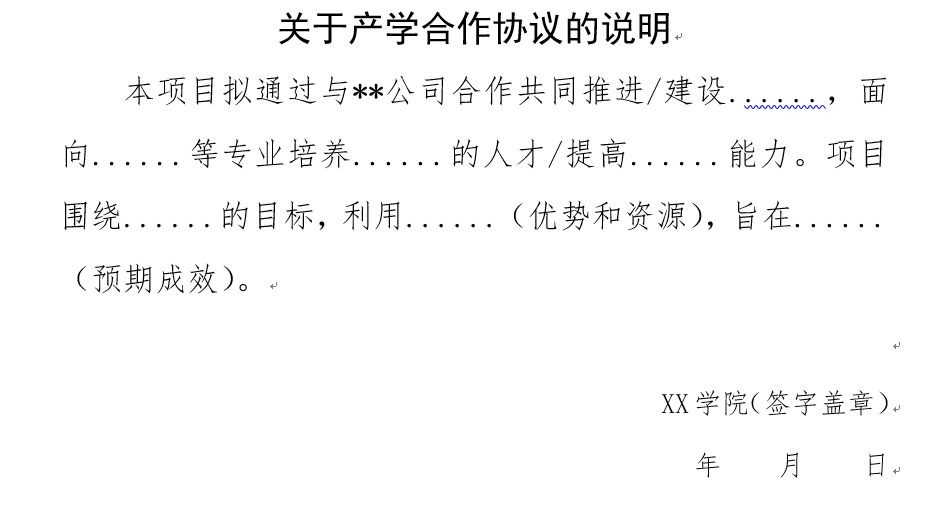 关于产学合作协议的说明
本项目拟通过与**公司合作共同推进/建设......，面
向......等专业培养......的人才/提高......能力。项目
围绕......的目标，利用......（优势和资源），旨在......
（预期成效）。
XX学院（签字盖章）
年 月 日